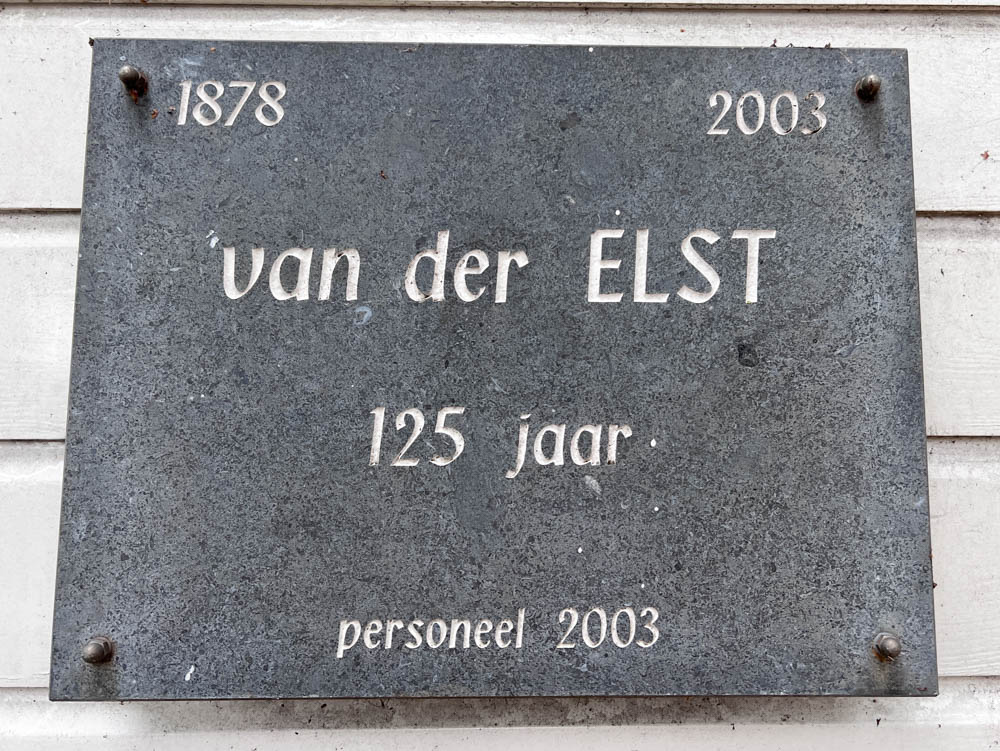 1878 2003
van der ELST
125 jaar
personeel 2003